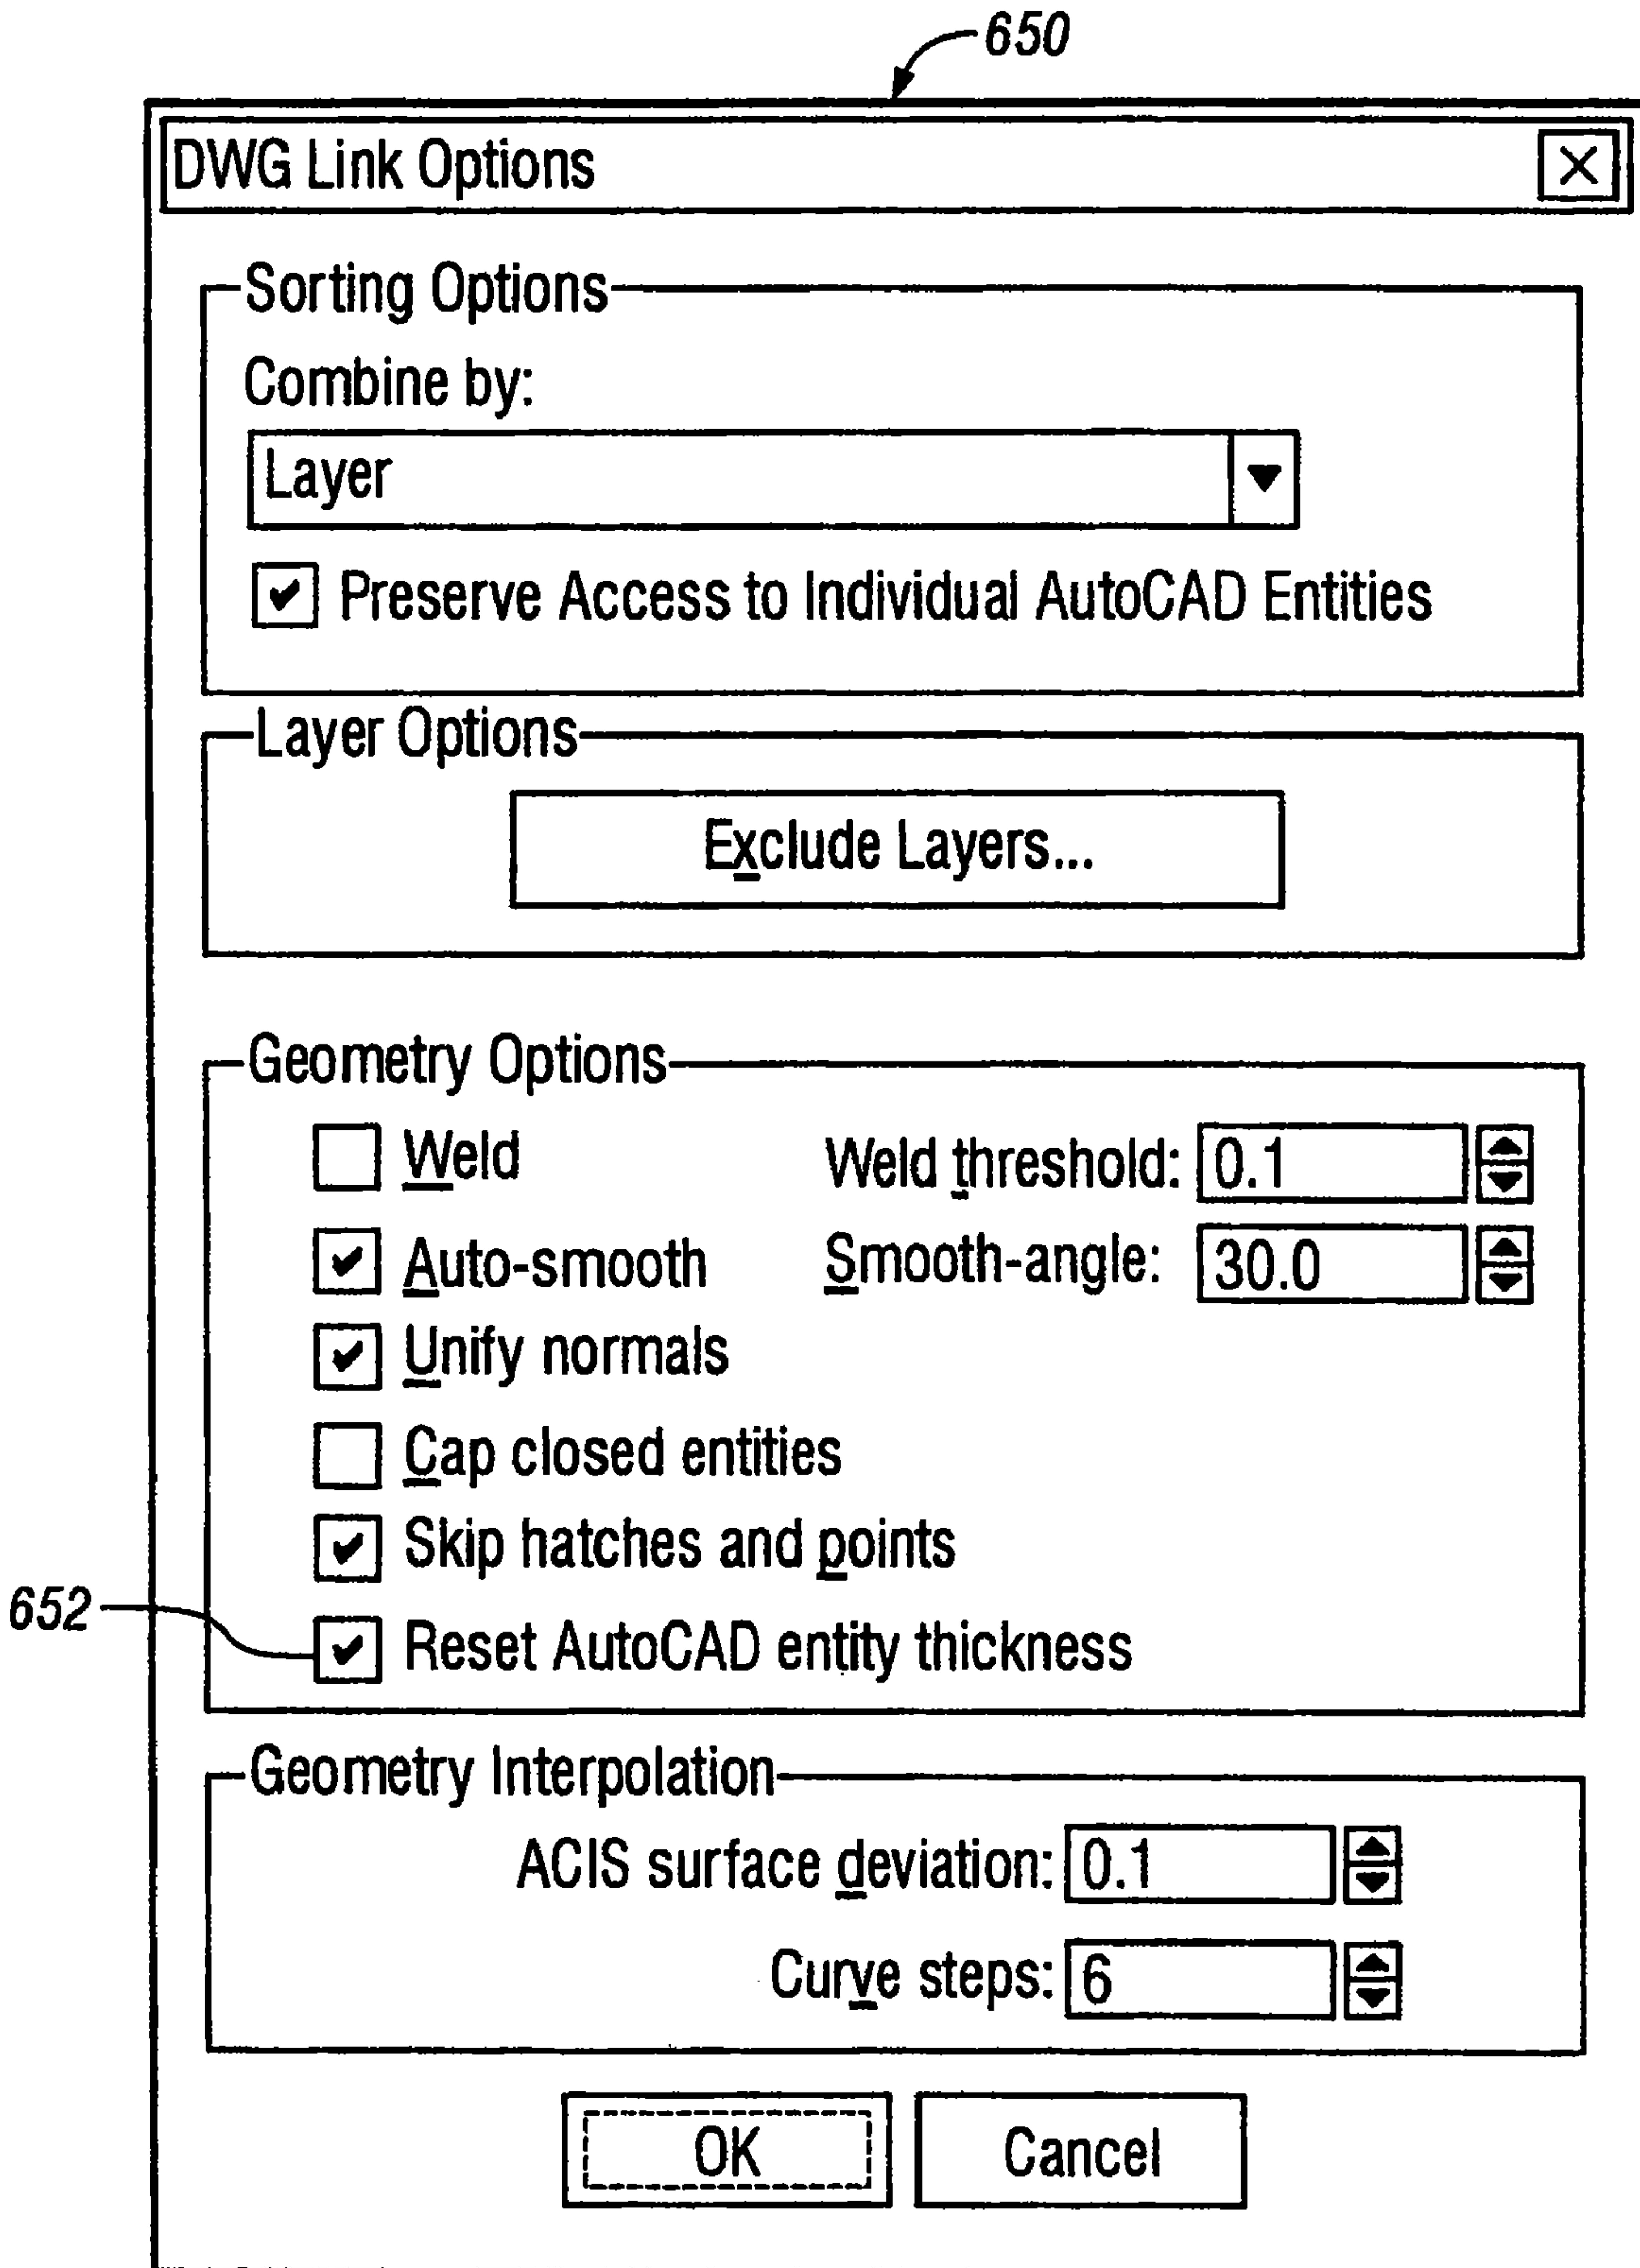 650
DWG Link Options
Sorting Options
Combine by:
Layer
Preserve Access to Individual AutoCAD Entities
Layer Options
Exclude Layers...
Geometry Options
Weld Weld threshold: 0.1
Auto-smooth Smooth-angle: 30.0
Unify normals
Cap closed entities
Skip hatches and points
652 Reset AutoCAD entity thickness
Geometry Interpolation
ACIS surface deviation: 0.1
Curve steps: 6
OK Cancel